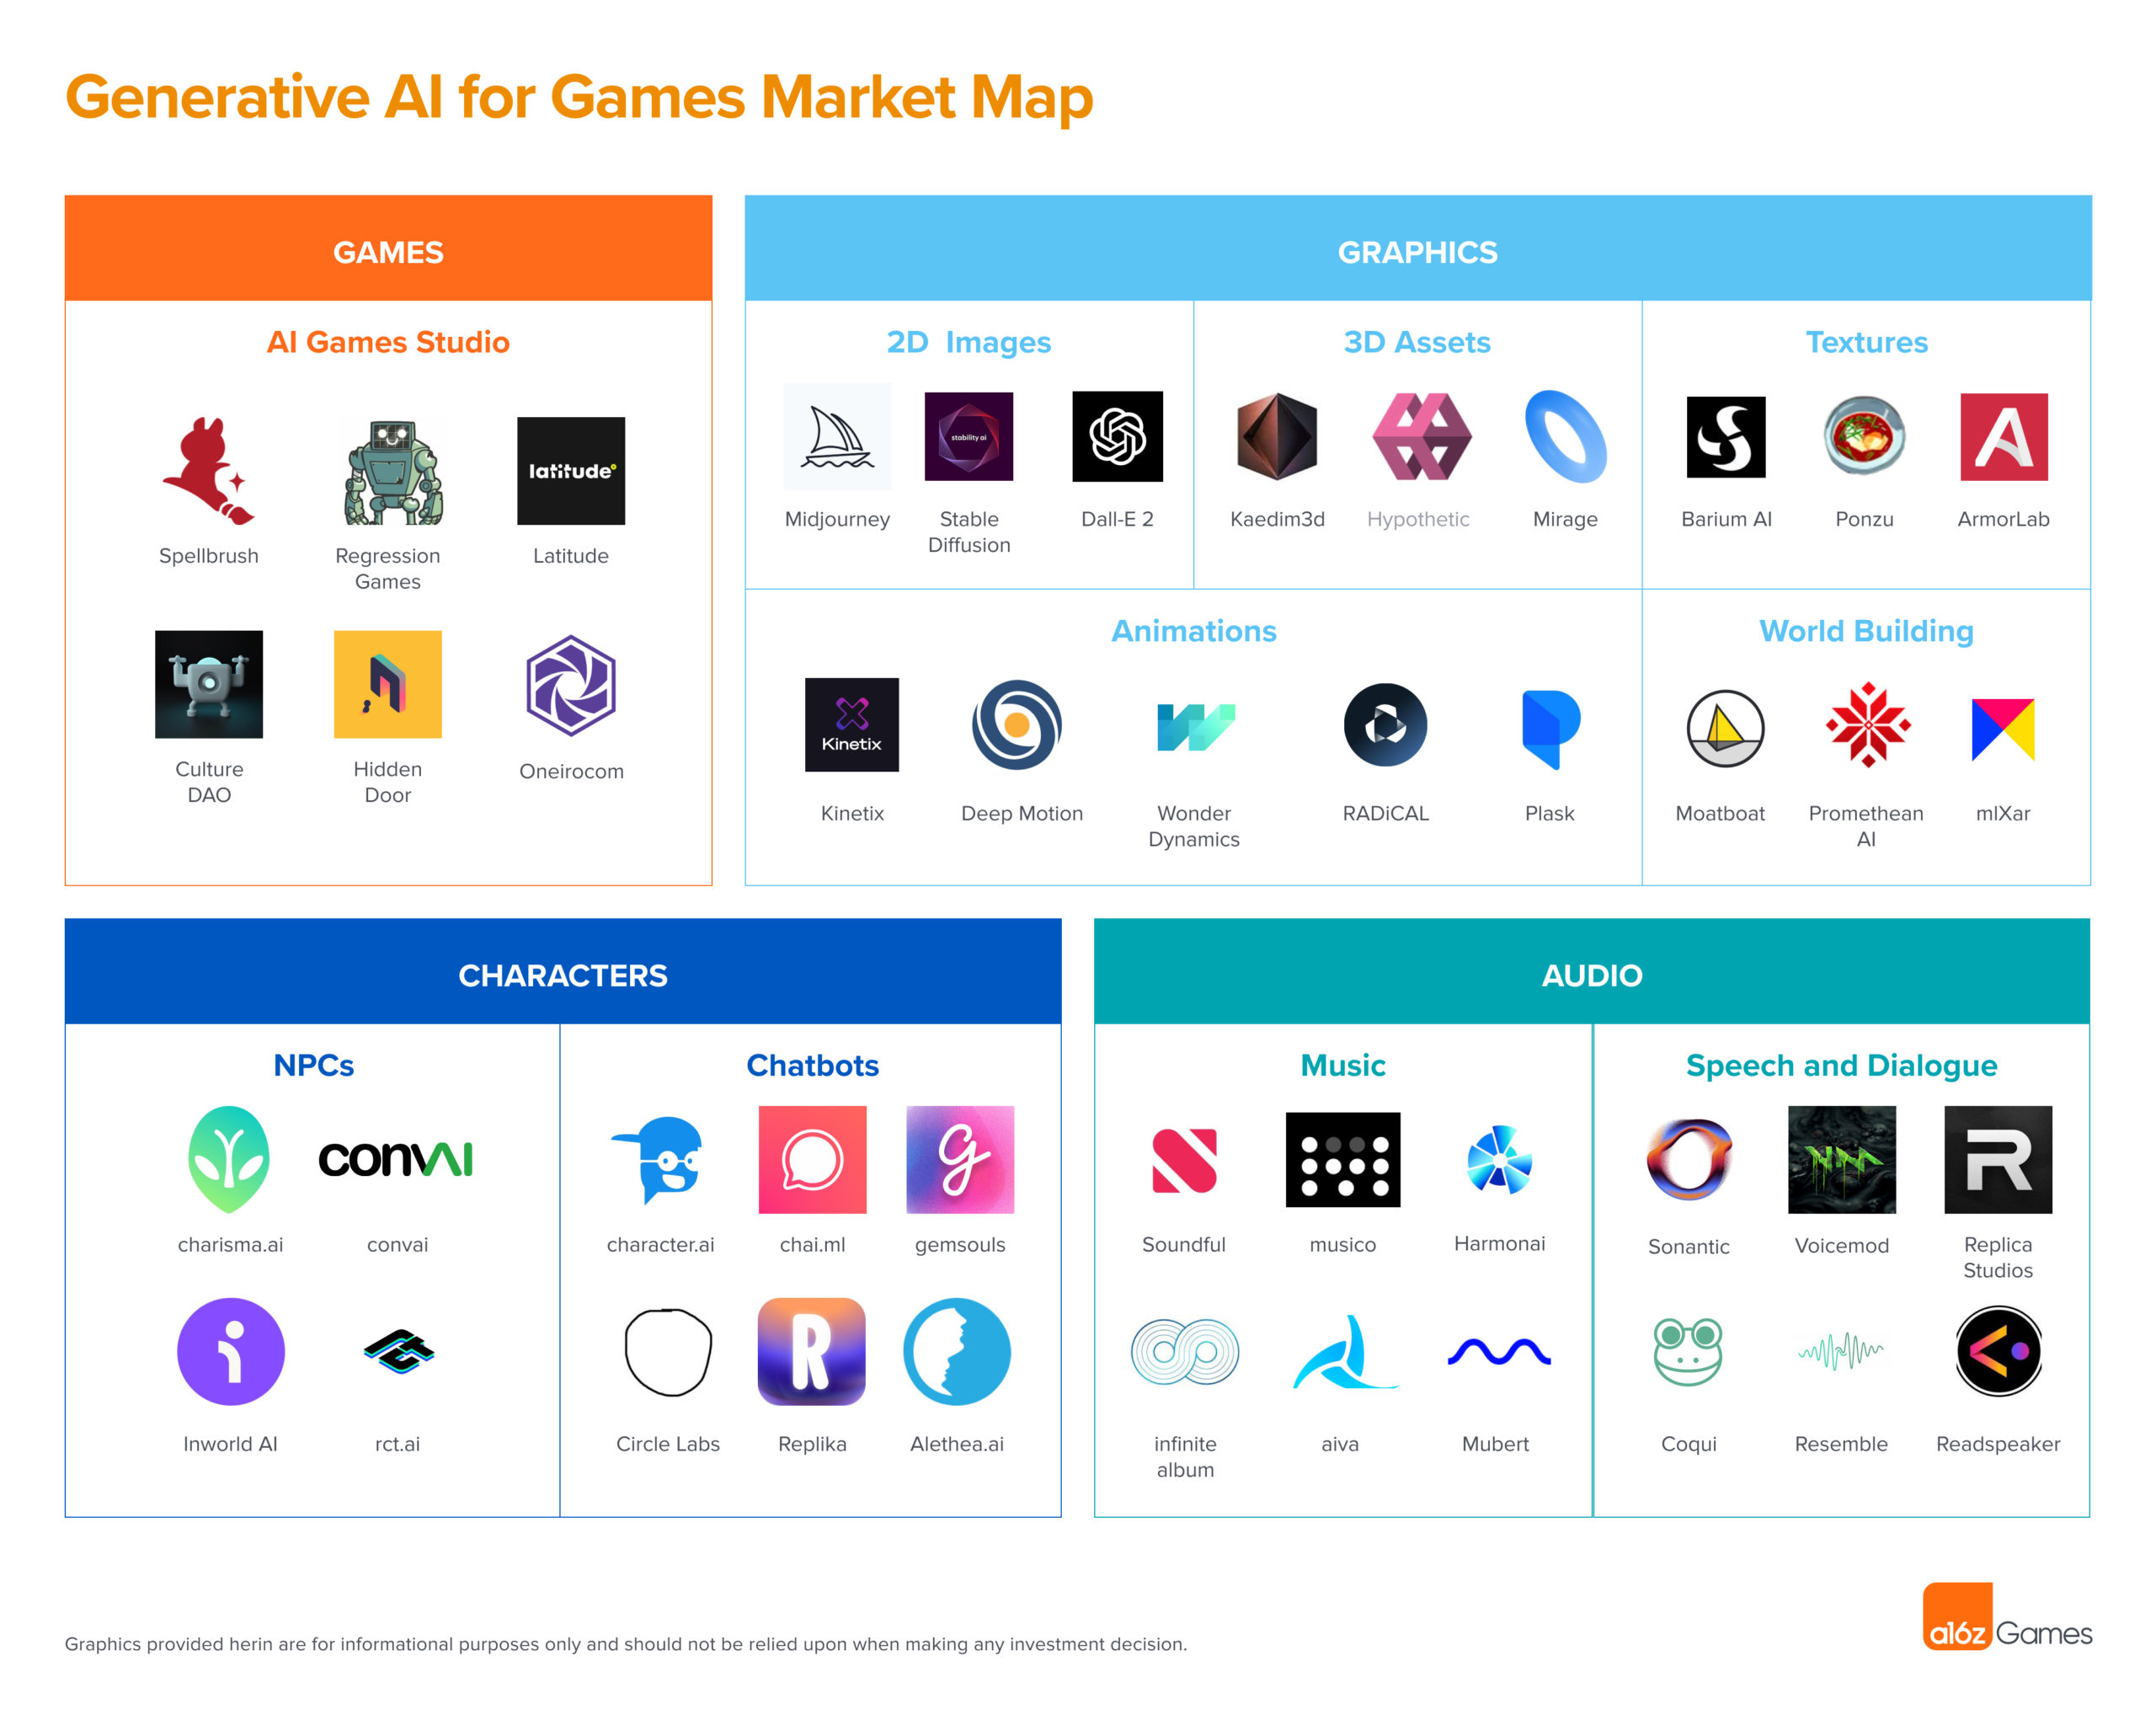 Generative AI for Games Market Map
GAMES
AI Games Studio
latitude
Spellbrush
Regression
Games
Latitude
Culture
DAO
Hidden
Door
Oneirocom
GRAPHICS
2D Images
stability ai
Midjourney
Stable
Diffusion
Dall-E 2
3D Assets
Kaedim3d
Hypothetic
Mirage
Textures
Barium AI
Ponzu
ArmorLab
Animations
Kinetix
Kinetix
Deep Motion
Wonder
Dynamics
RADiCAL
Plask
World Building
Moatboat
Promethean
AI
mlXar
CHARACTERS
NPCs
convAI
charisma.ai
convai
Inworld AI
rct.ai
Chatbots
g
character.ai
chai.ml
gemsouls
R
Circle Labs
Replika
Alethea.ai
AUDIO
Music
Soundful
musico
Harmonai
infinite
album
aiva
Mubert
Speech and Dialogue
R
Sonantic
Voicemod
Replica
Studios
Coqui
Resemble
Readspeaker
Graphics provided herin are for informational purposes only and should not be relied upon when making any investment decision.
a16z Games